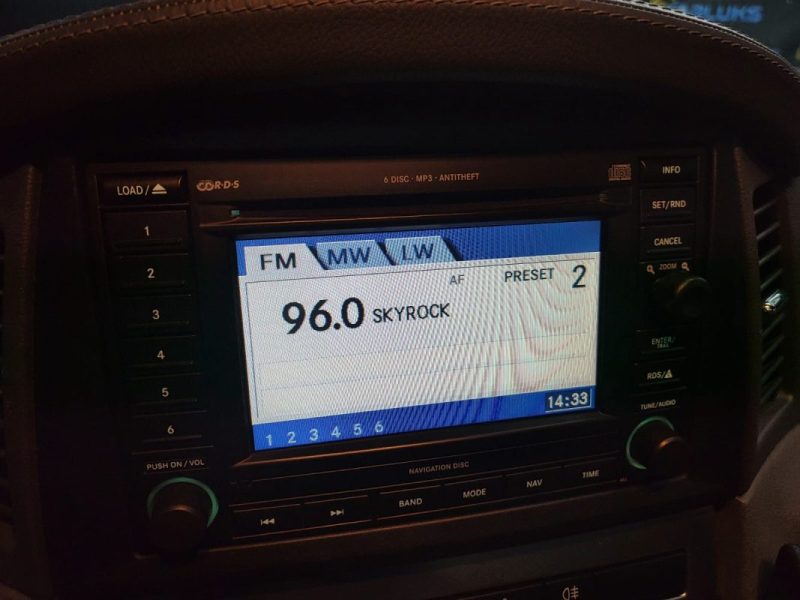 LOAD/
R·D·S
6 DISC · MP3 · ANTITHEFT
INFO
1
SET/RND
2
CANCEL
3
ZOOM
4
ENTER/
5
RDS/
6
TUNE/AUDIO
FM MW LW
AF PRESET 2
96.0 SKYROCK
14:33
1 2 3 4 5 6
PUSH ON / VOL
NAVIGATION DISC
BAND MODE NAV TIME